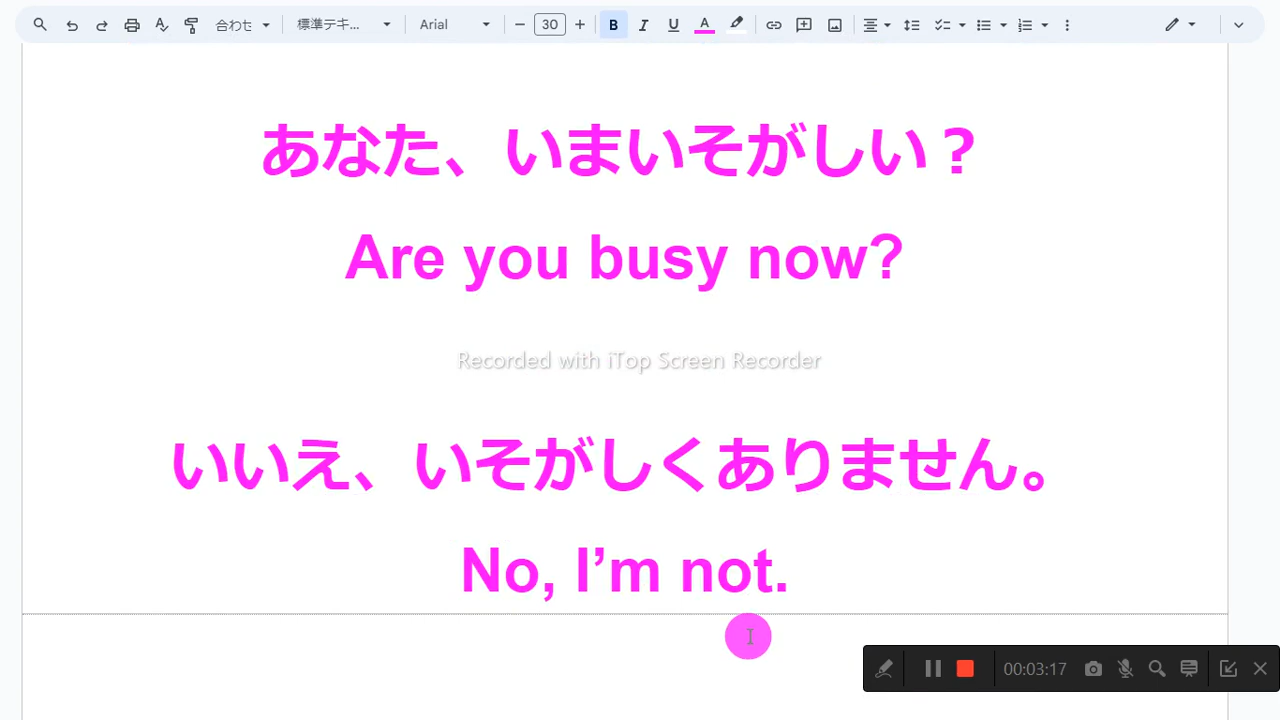 合わせ 標準テキ... Arial 30 B I U A
あなた、いまいそがしい？
Are you busy now?
Recorded with iTop Screen Recorder
いいえ、いそがしくありません。
No, I’m not.
00:03:17